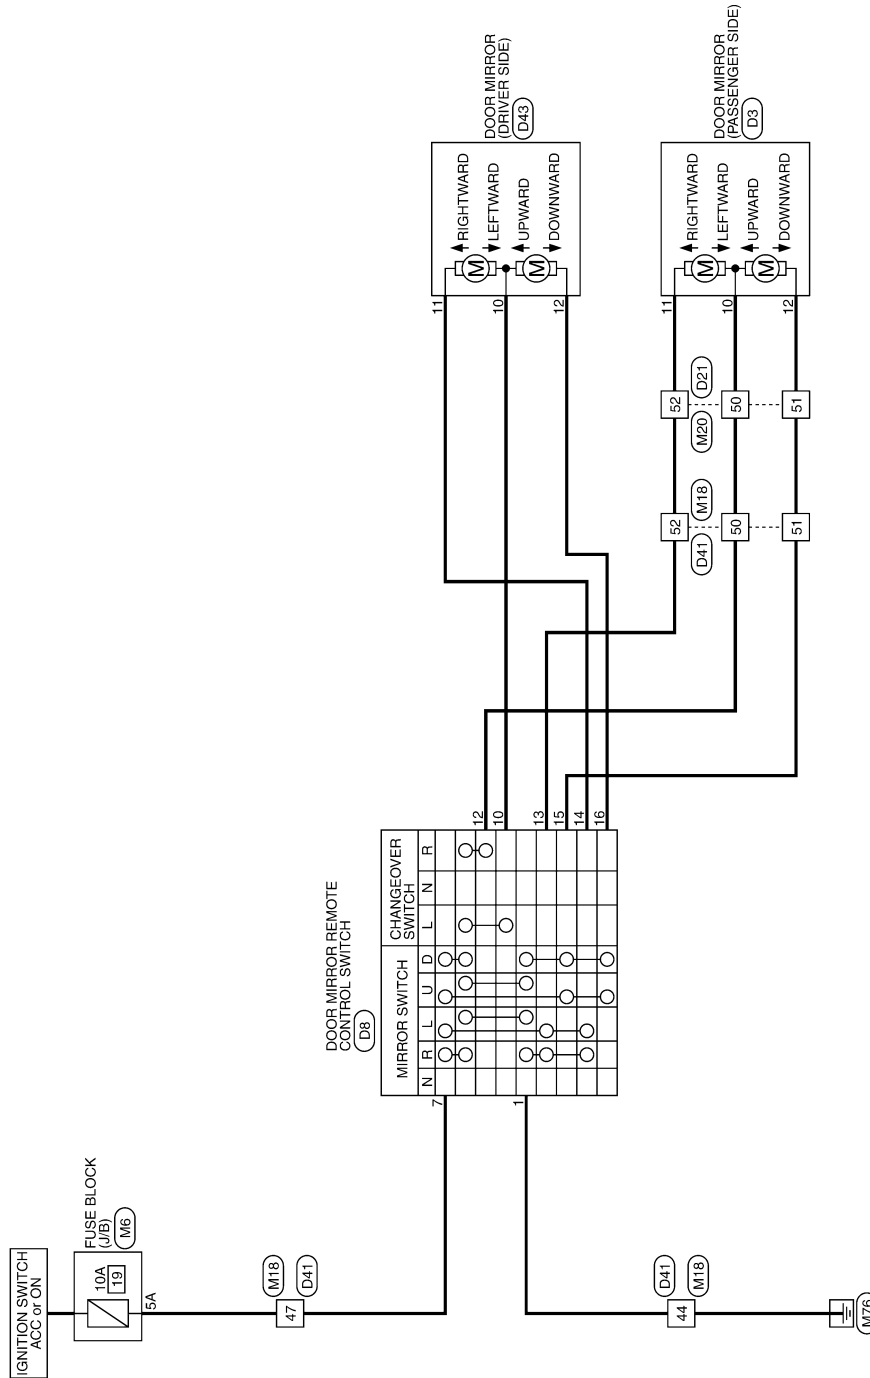 IGNITION SWITCH
ACC or ON
FUSE BLOCK
(J/B)
M6
10A
19
5A
M18
D41
47
D41
M18
44
M76
DOOR MIRROR REMOTE
CONTROL SWITCH
D8
MIRROR SWITCH
CHANGEOVER
SWITCH
N
R
L
U
D
L
N
R
7
1
12
10
13
15
14
16
52
M18
D41
50
51
52
D21
M20
50
51
DOOR MIRROR
(DRIVER SIDE)
D43
RIGHTWARD
LEFTWARD
UPWARD
DOWNWARD
M
M
11
10
12
DOOR MIRROR
(PASSENGER SIDE)
D3
RIGHTWARD
LEFTWARD
UPWARD
DOWNWARD
M
M
11
10
12